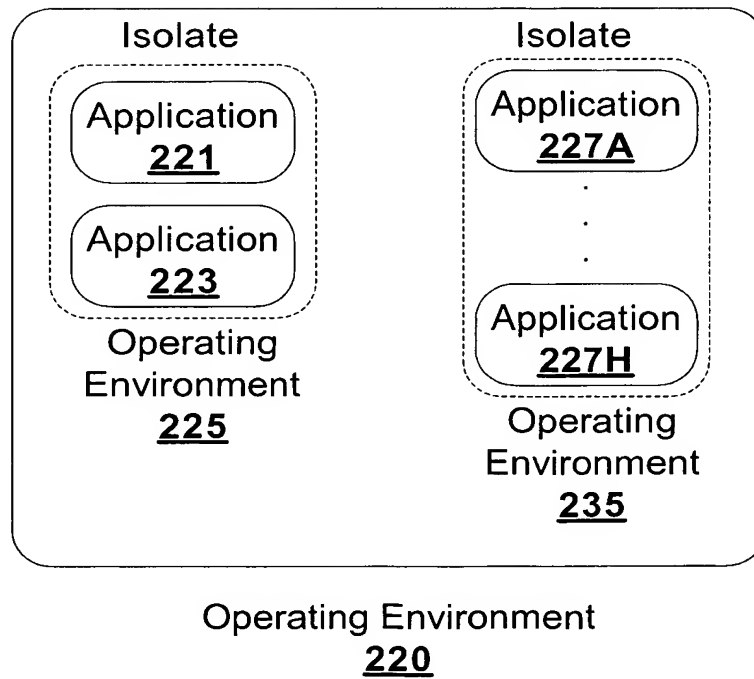 Isolate
Application
221
Application
223
Operating
Environment
225
Isolate
Application
227A
Application
227H
Operating
Environment
235
Operating Environment
220